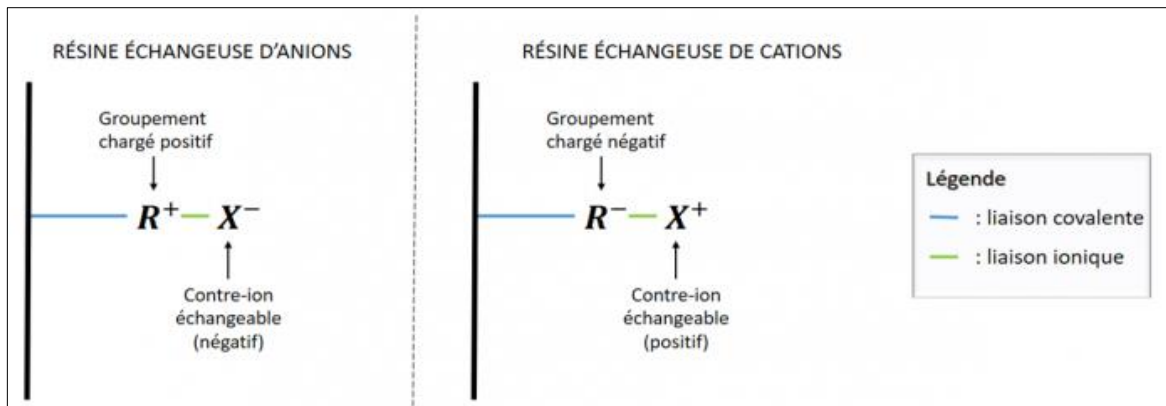 RÉSINE ÉCHANGEUSE D'ANIONS
Groupement
chargé positif
R⁺ X⁻
Contre-ion
échangeable
(négatif)
RÉSINE ÉCHANGEUSE DE CATIONS
Groupement
chargé négatif
R⁻ X⁺
Contre-ion
échangeable
(positif)
Légende
: liaison covalente
: liaison ionique